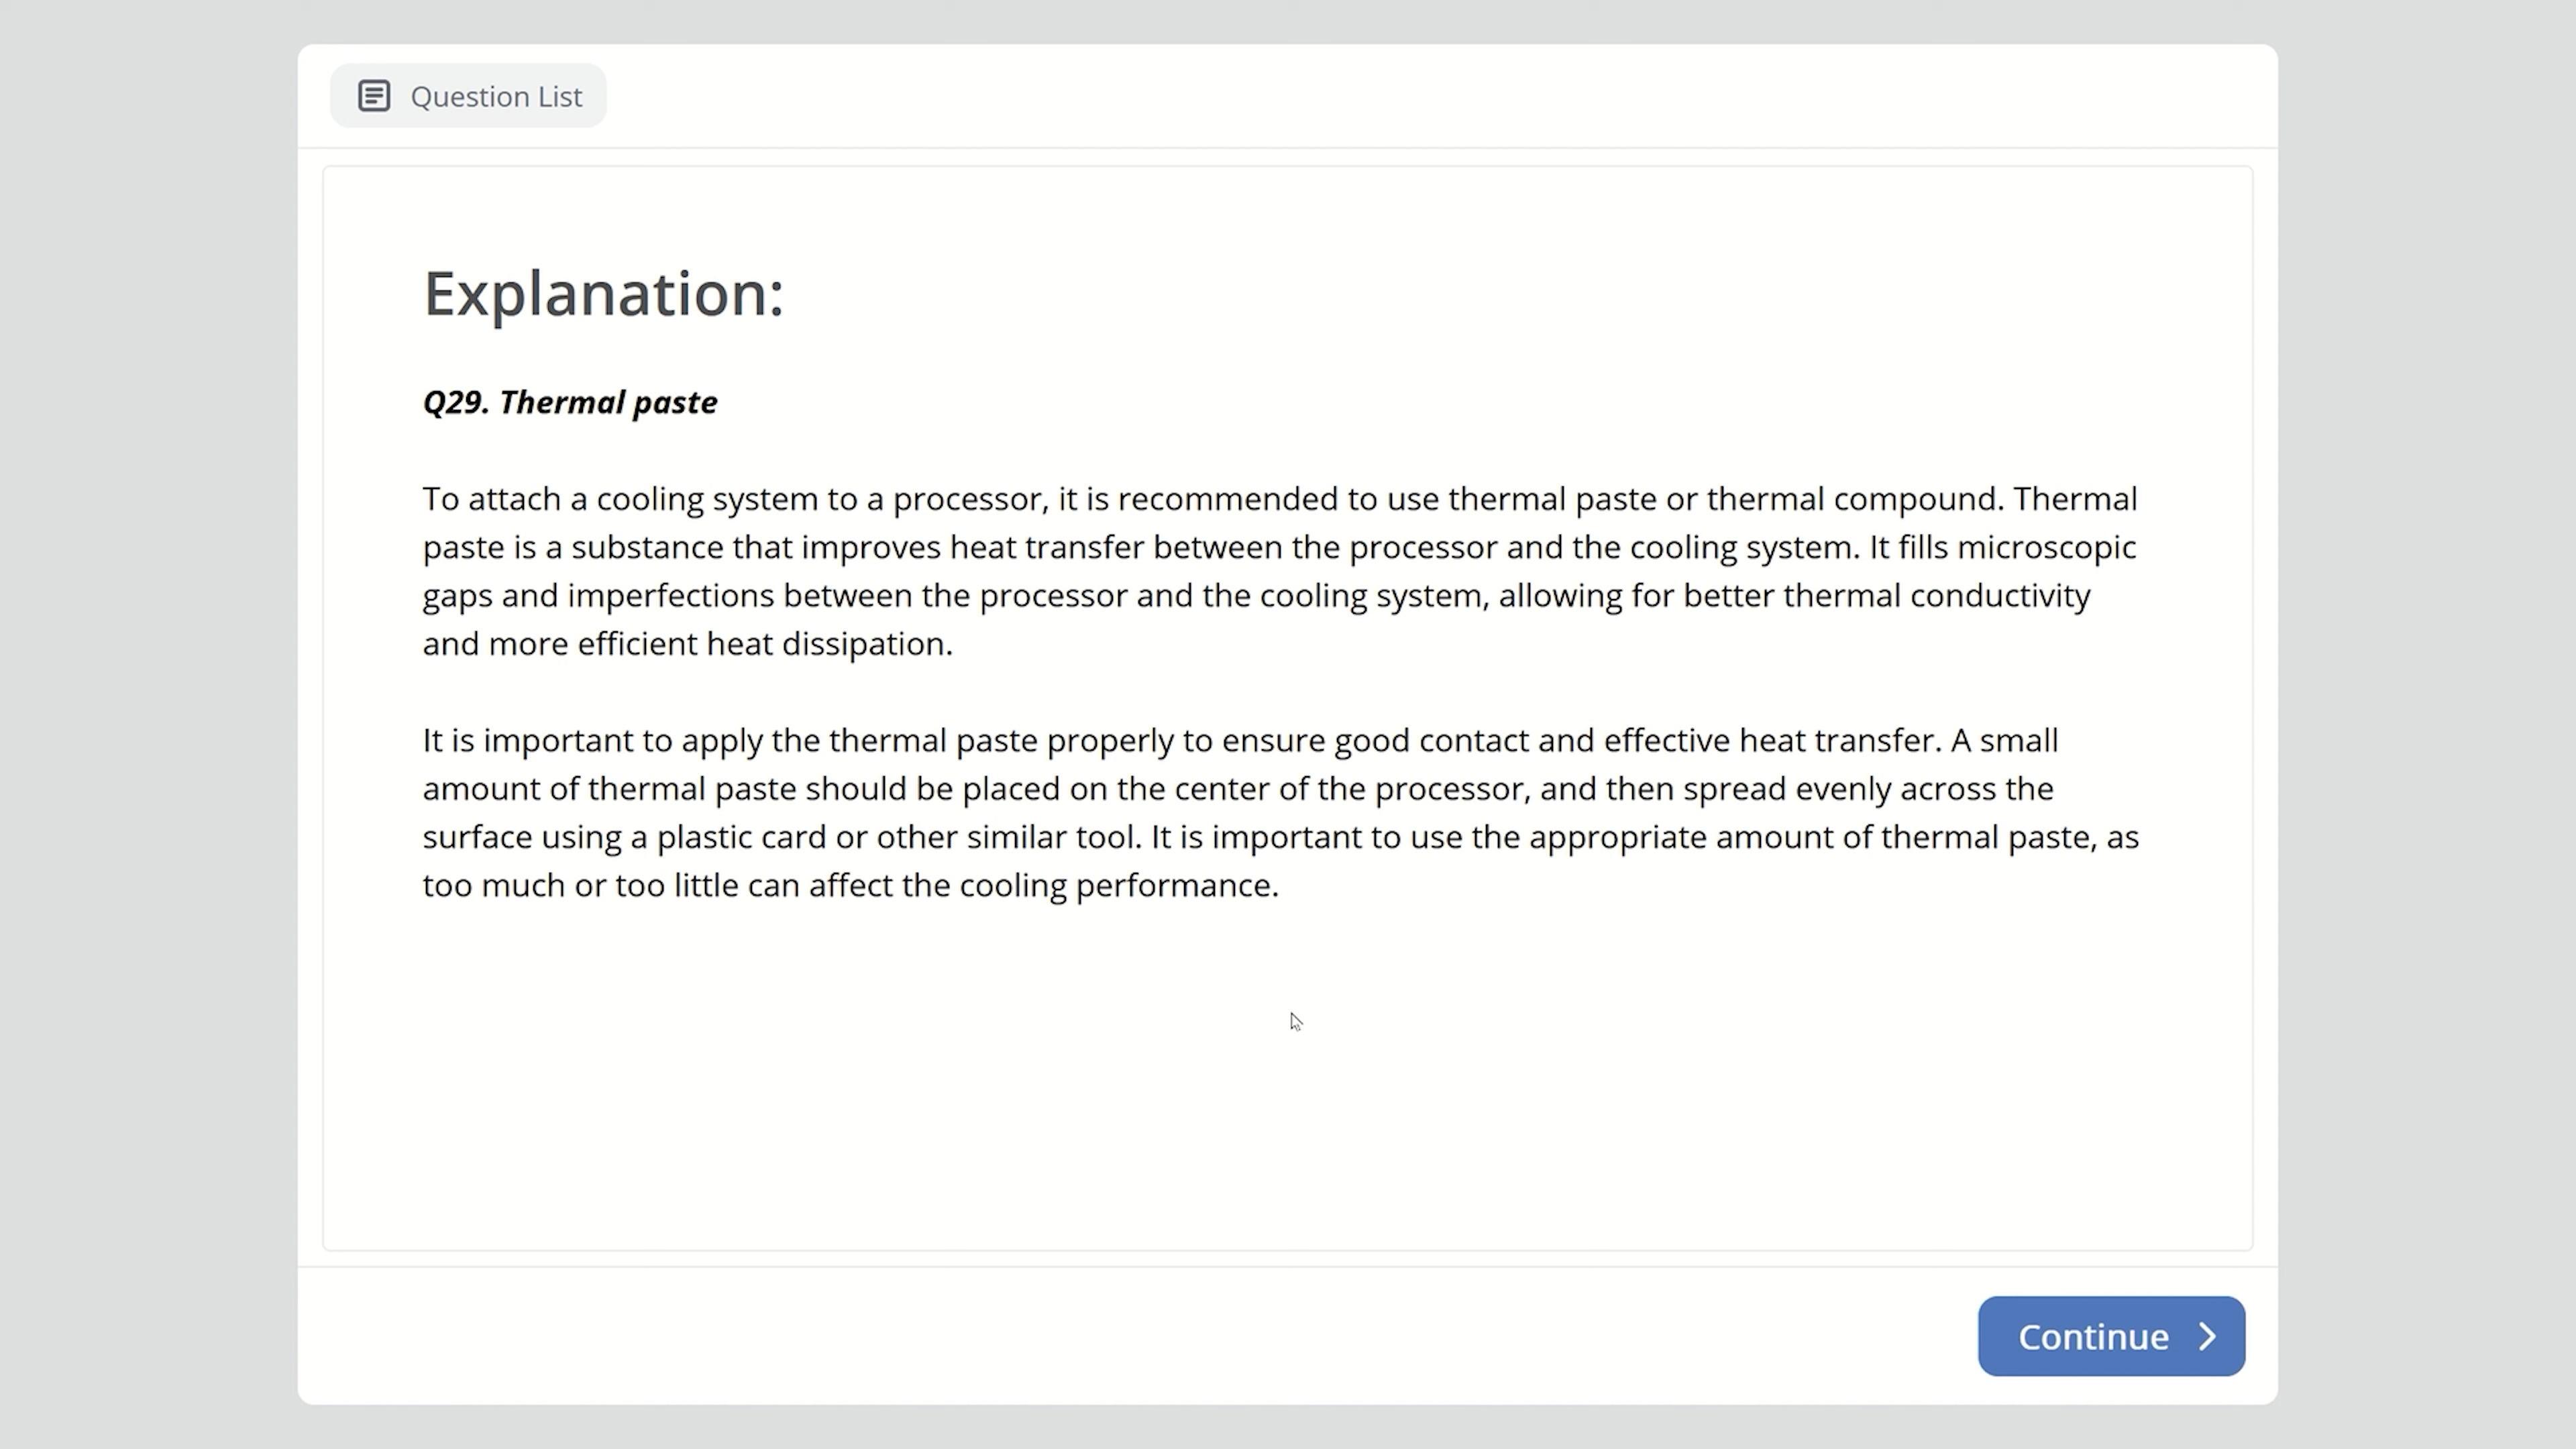 Question List
Explanation:
Q29. Thermal paste
To attach a cooling system to a processor, it is recommended to use thermal paste or thermal compound. Thermal
paste is a substance that improves heat transfer between the processor and the cooling system. It fills microscopic
gaps and imperfections between the processor and the cooling system, allowing for better thermal conductivity
and more efficient heat dissipation.
It is important to apply the thermal paste properly to ensure good contact and effective heat transfer. A small
amount of thermal paste should be placed on the center of the processor, and then spread evenly across the
surface using a plastic card or other similar tool. It is important to use the appropriate amount of thermal paste, as
too much or too little can affect the cooling performance.
Continue